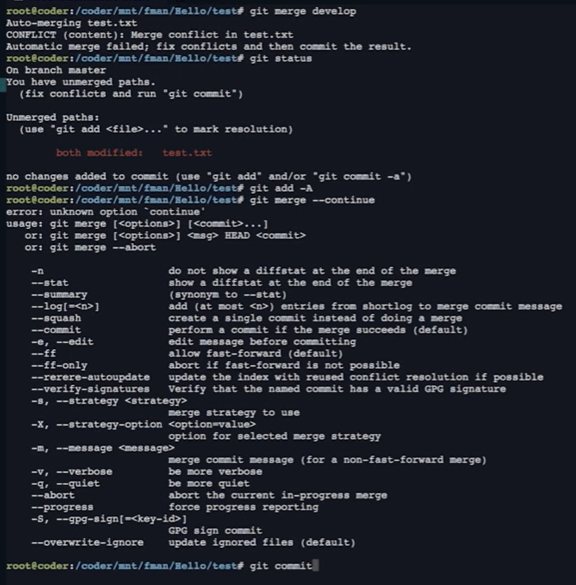 root@coder:/coder/mnt/fman/Hello/test# git merge develop
Auto-merging test.txt
CONFLICT (content): Merge conflict in test.txt
Automatic merge failed; fix conflicts and then commit the result.
root@coder:/coder/mnt/fman/Hello/test# git status
On branch master
You have unmerged paths.
  (fix conflicts and run "git commit")

Unmerged paths:
  (use "git add <file>..." to mark resolution)

        both modified:   test.txt

no changes added to commit (use "git add" and/or "git commit -a")
root@coder:/coder/mnt/fman/Hello/test# git add -A
root@coder:/coder/mnt/fman/Hello/test# git merge --continue
error: unknown option `continue'
usage: git merge [<options>] [<commit>...]
   or: git merge [<options>] <msg> HEAD <commit>
   or: git merge --abort

    -n                    do not show a diffstat at the end of the merge
    --stat                show a diffstat at the end of the merge
    --summary             (synonym to --stat)
    --log[=<n>]           add (at most <n>) entries from shortlog to merge commit message
    --squash              create a single commit instead of doing a merge
    --commit              perform a commit if the merge succeeds (default)
    -e, --edit            edit message before committing
    --ff                  allow fast-forward (default)
    --ff-only             abort if fast-forward is not possible
    --rerere-autoupdate   update the index with reused conflict resolution if possible
    --verify-signatures   Verify that the named commit has a valid GPG signature
    -s, --strategy <strategy>
                          merge strategy to use
    -X, --strategy-option <option=value>
                          option for selected merge strategy
    -m, --message <message>
                          merge commit message (for a non-fast-forward merge)
    -v, --verbose         be more verbose
    -q, --quiet           be more quiet
    --abort               abort the current in-progress merge
    --progress            force progress reporting
    -S, --gpg-sign[=<key-id>]
                          GPG sign commit
    --overwrite-ignore    update ignored files (default)

root@coder:/coder/mnt/fman/Hello/test# git commit